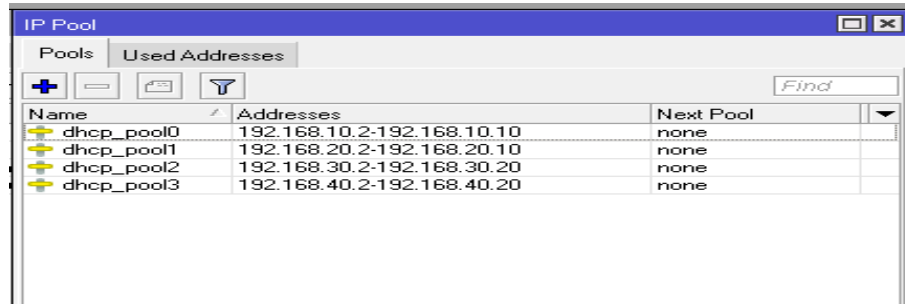 IP Pool
Pools Used Addresses
Find
Name Addresses Next Pool
dhcp_pool0 192.168.10.2-192.168.10.10 none
dhcp_pool1 192.168.20.2-192.168.20.10 none
dhcp_pool2 192.168.30.2-192.168.30.20 none
dhcp_pool3 192.168.40.2-192.168.40.20 none